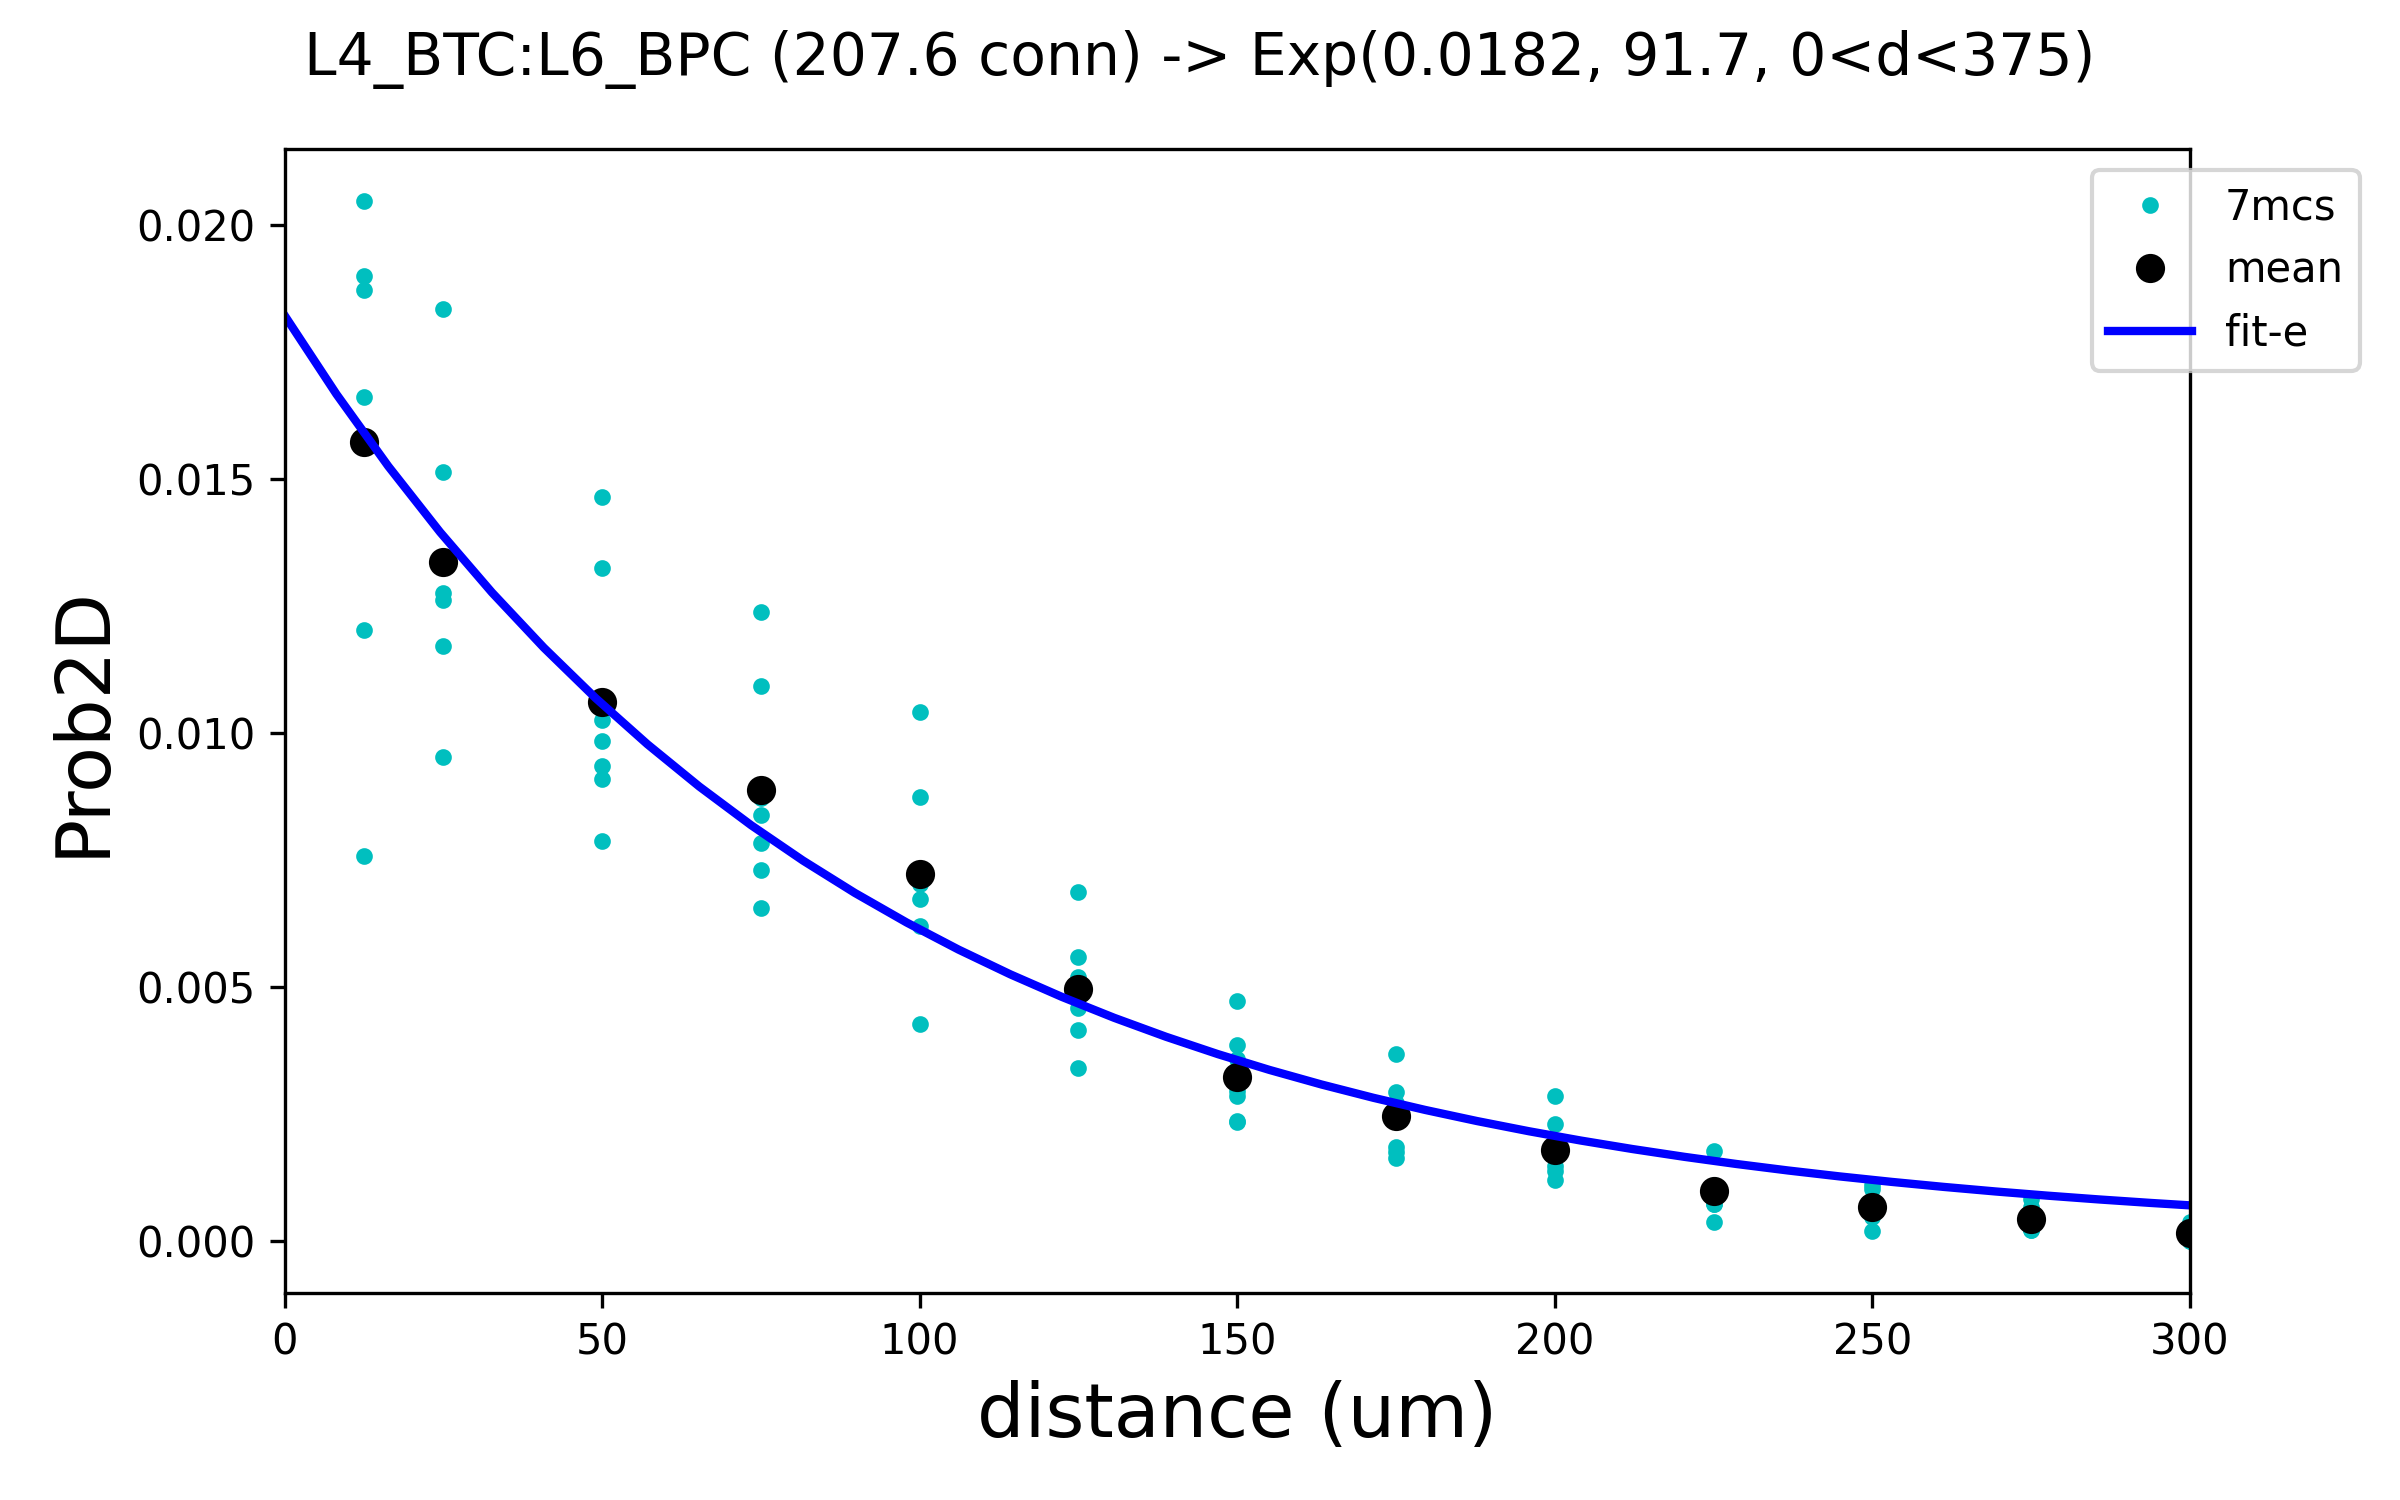 L4_BTC:L6_BPC (207.6 conn) -> Exp(0.0182, 91.7, 0<d<375)
7mcs
mean
fit-e
Prob2D
0.020
0.015
0.010
0.005
0.000
0 50 100 150 200 250 300
distance (um)